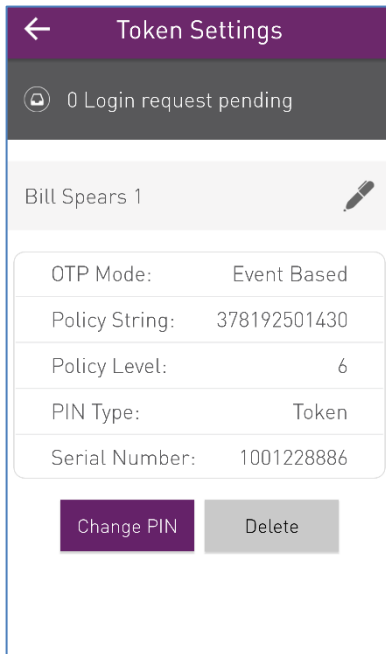 Token Settings
0 Login request pending
Bill Spears 1
OTP Mode: Event Based
Policy String: 378192501430
Policy Level: 6
PIN Type: Token
Serial Number: 1001228886
Change PIN Delete